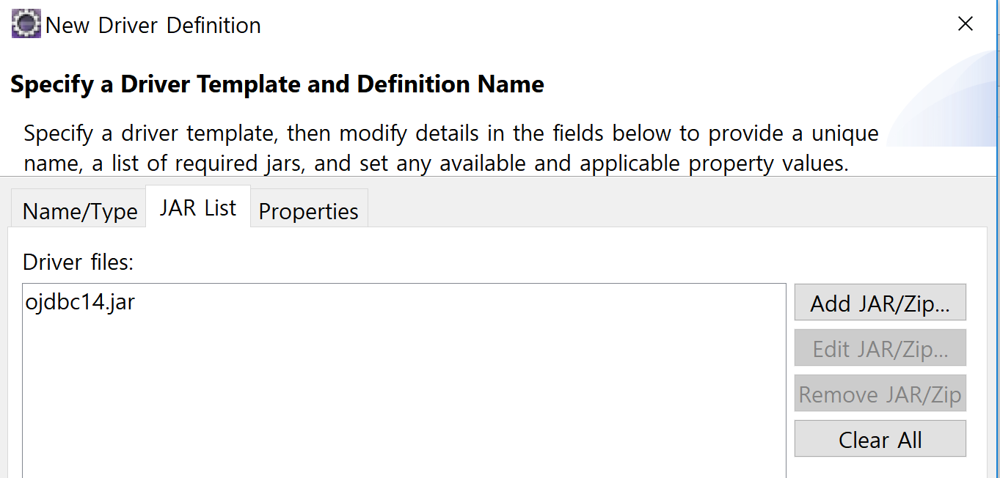 New Driver Definition
Specify a Driver Template and Definition Name
Specify a driver template, then modify details in the fields below to provide a unique
name, a list of required jars, and set any available and applicable property values.
Name/Type JAR List Properties
Driver files:
ojdbc14.jar
Add JAR/Zip...
Edit JAR/Zip...
Remove JAR/Zip
Clear All